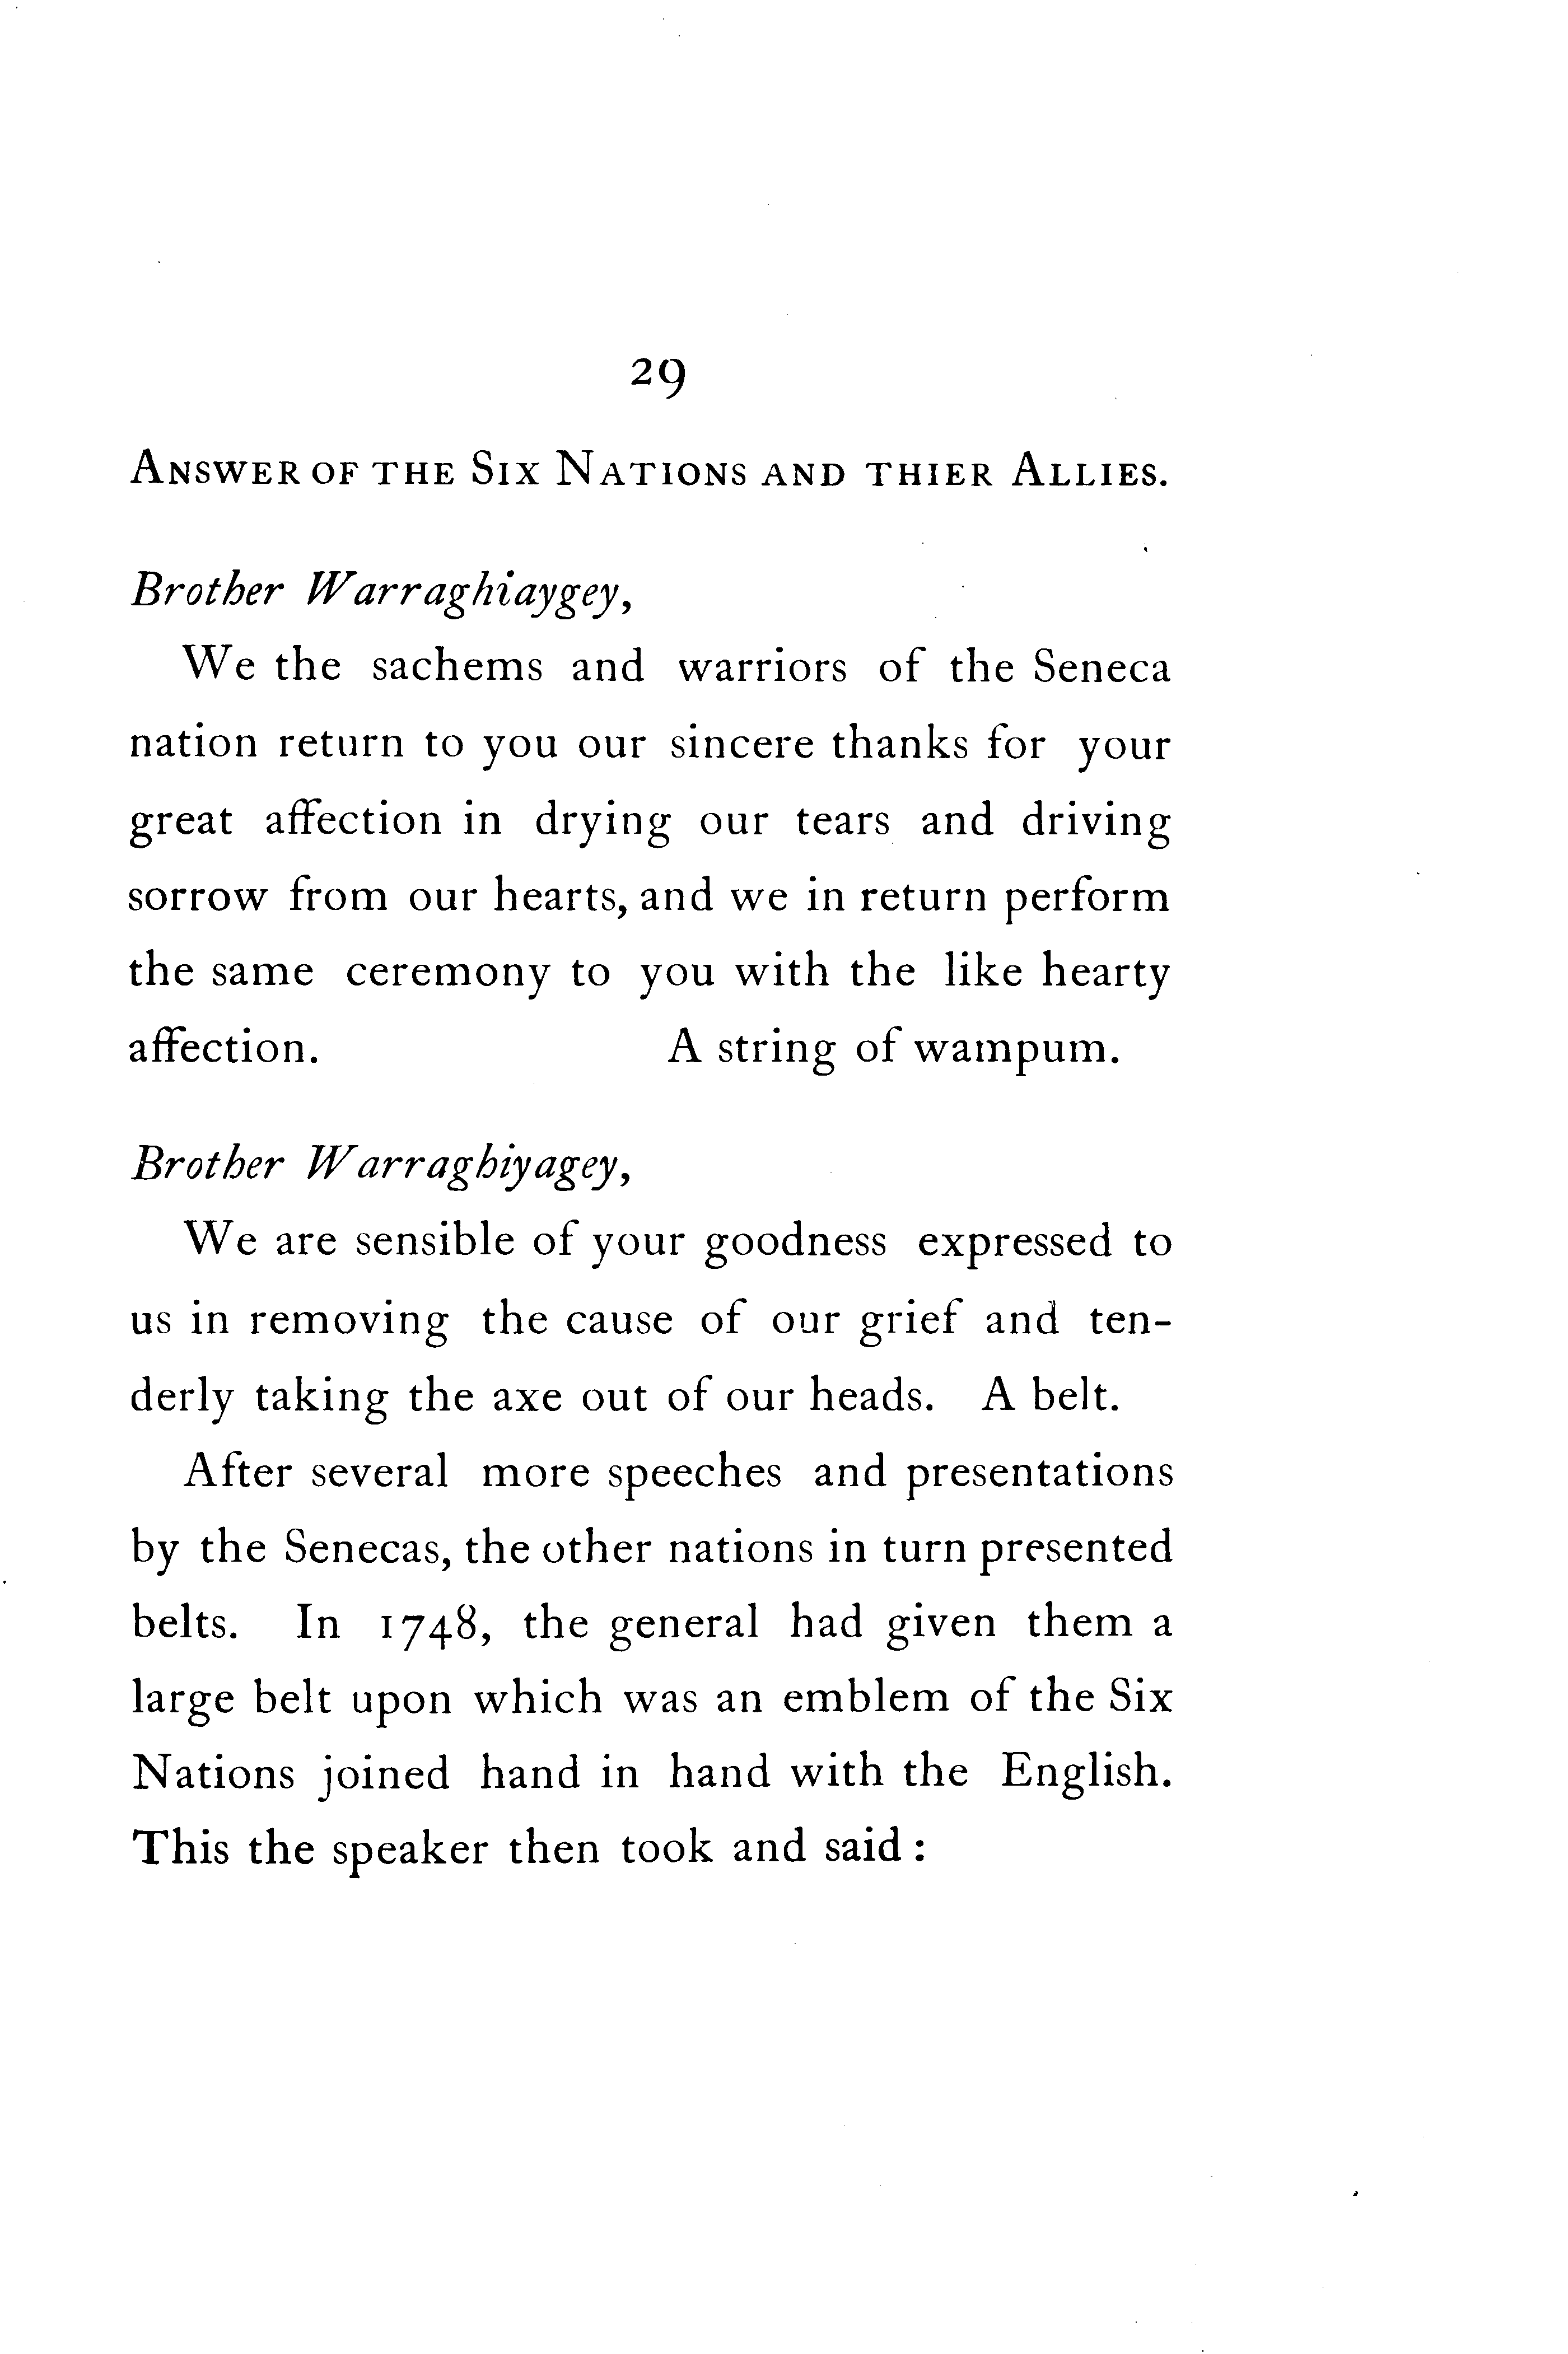 29
Answer of the Six Nations and thier Allies.
Brother Warraghiaygey,
We the sachems and warriors of the Seneca
nation return to you our sincere thanks for your
great affection in drying our tears and driving
sorrow from our hearts, and we in return perform
the same ceremony to you with the like hearty
affection. A string of wampum.
Brother Warraghiyagey,
We are sensible of your goodness expressed to
us in removing the cause of our grief and ten-
derly taking the axe out of our heads. A belt.
After several more speeches and presentations
by the Senecas, the other nations in turn presented
belts. In 1748, the general had given them a
large belt upon which was an emblem of the Six
Nations joined hand in hand with the English.
This the speaker then took and said :